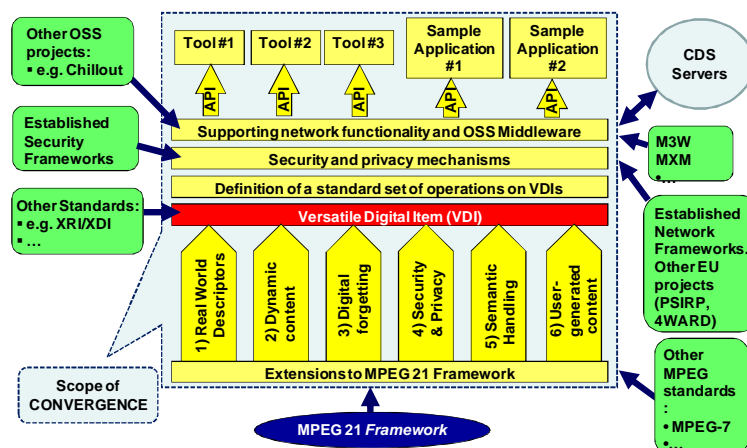 Other OSS
projects:
▪ e.g. Chillout
Tool #1
Tool #2
Tool #3
Sample
Application
#1
Sample
Application
#2
CDS
Servers
API
API
API
API
API
Supporting network functionality and OSS Middleware
Established
Security
Frameworks
Security and privacy mechanisms
M3W
MXM
•...
Definition of a standard set of operations on VDIs
Other Standards:
▪ e.g. XRI/XDI
▪ ...
Versatile Digital Item (VDI)
Established
Network
Frameworks.
Other EU
projects
(PSIRP,
4WARD)
1) Real World
Descriptors
2) Dynamic
content
3) Digital
forgetting
4) Security
& Privacy
5) Semantic
Handling
6) User-
generated
content
Extensions to MPEG 21 Framework
Scope of
CONVERGENCE
Other
MPEG
standards
:
• MPEG-7
•...
MPEG 21 Framework